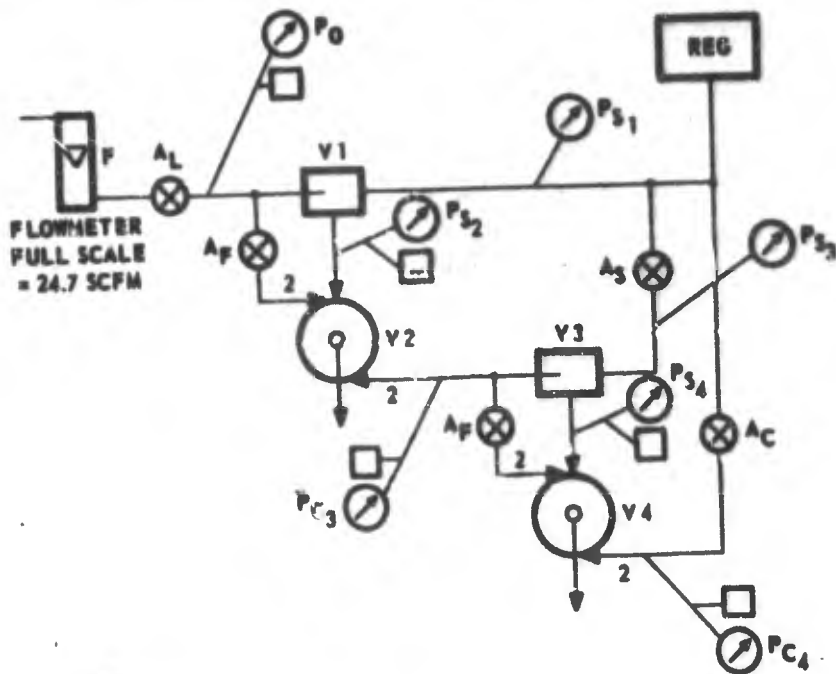 P0
REG
PS1
F
AL
V1
PS2
FLOWMETER
FULL SCALE
= 24.7 SCFM
AF
2
AS
PS3
V2
V3
2
PS4
AF
AC
2
PC3
V4
2
PC4